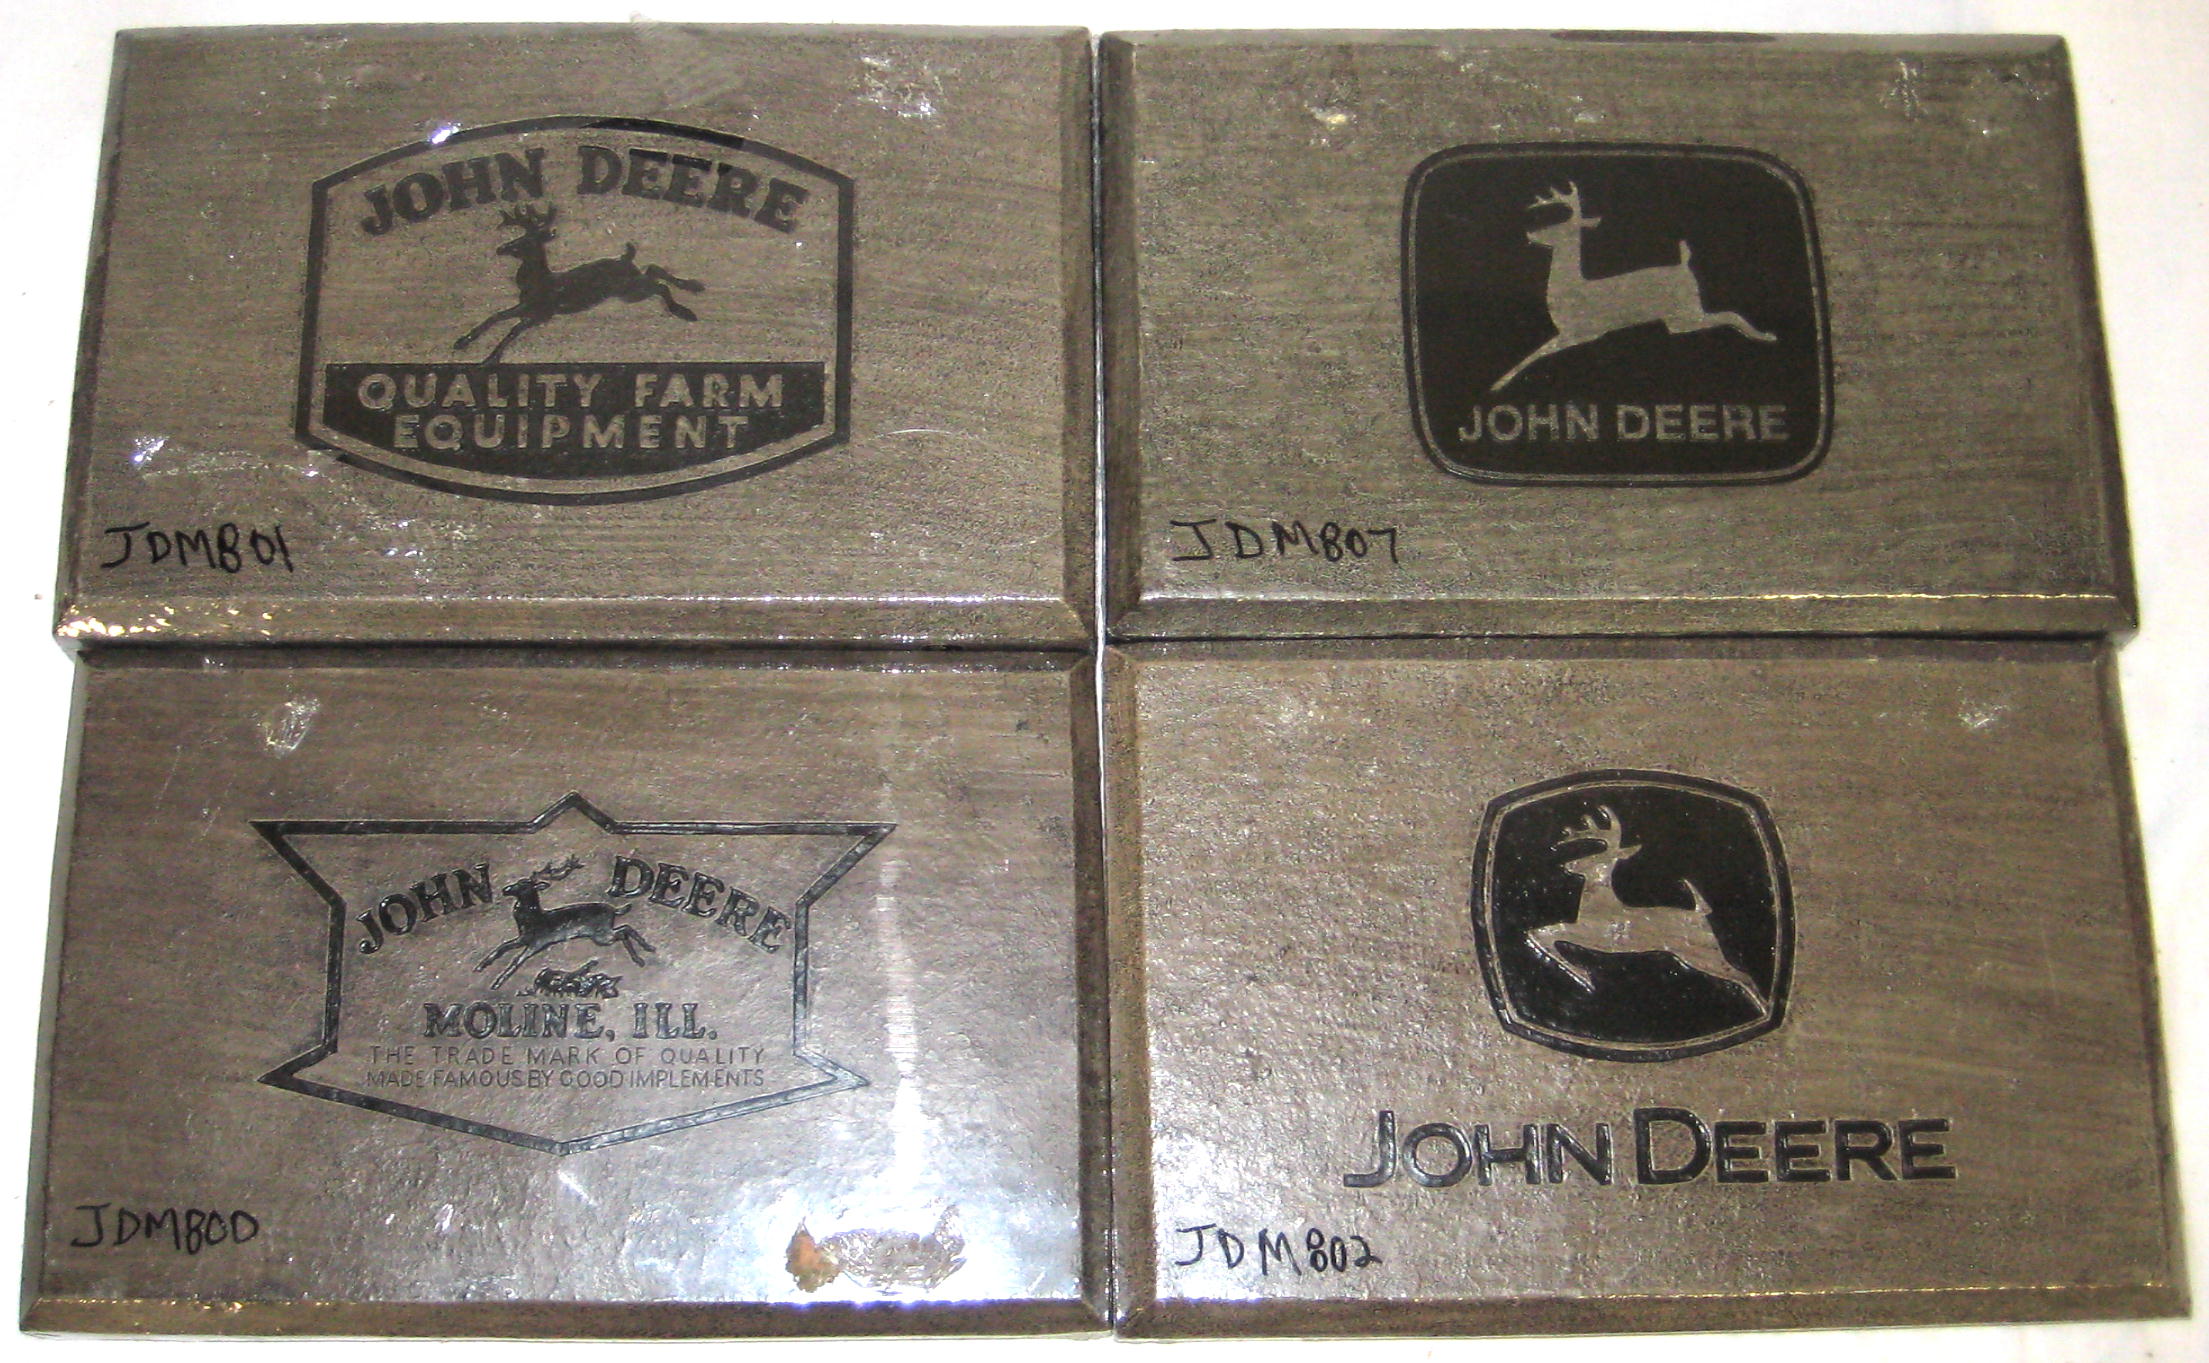 JOHN DEERE
QUALITY FARM
EQUIPMENT
JDM801
JOHN DEERE
JDM807
JOHN DEERE
MOLINE, ILL.
THE TRADE MARK OF QUALITY
MADE FAMOUS BY GOOD IMPLEMENTS
JDM800
JOHN DEERE
JDM802